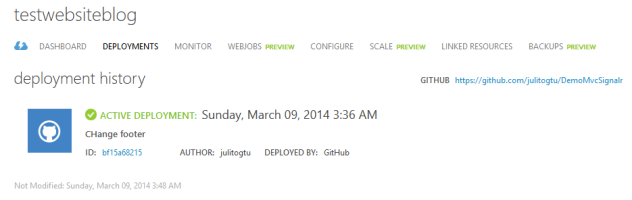 testwebsiteblog
DASHBOARD DEPLOYMENTS MONITOR WEBJOBS PREVIEW CONFIGURE SCALE PREVIEW LINKED RESOURCES BACKUPS PREVIEW
deployment history
GITHUB https://github.com/julitogtu/DemoMvcSignalr
ACTIVE DEPLOYMENT: Sunday, March 09, 2014 3:36 AM
CHange footer
ID: bf15a68215 AUTHOR: julitogtu DEPLOYED BY: GitHub
Not Modified: Sunday, March 09, 2014 3:48 AM